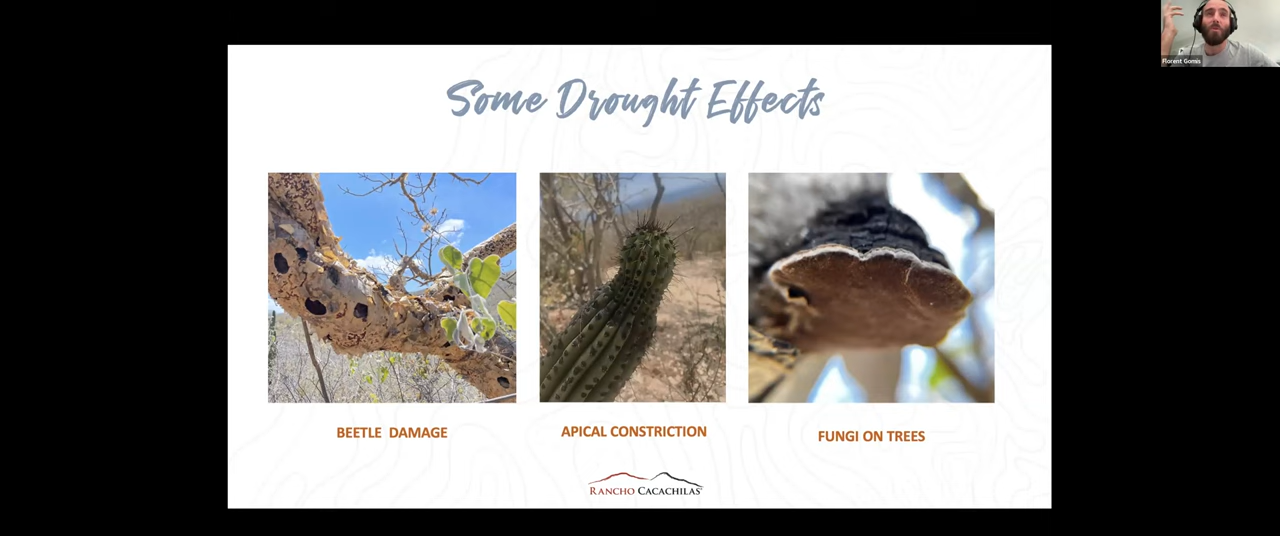 Florent Gomis
Some Drought Effects
BEETLE DAMAGE
APICAL CONSTRICTION
FUNGI ON TREES
RANCHO CACACHILAS